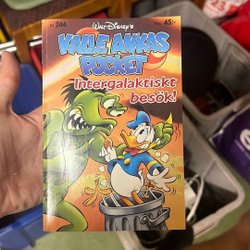 Nr 244
WALT DISNEY'S
45:-
KALLE ANKAS
POCKET
Intergalaktiskt
besök!